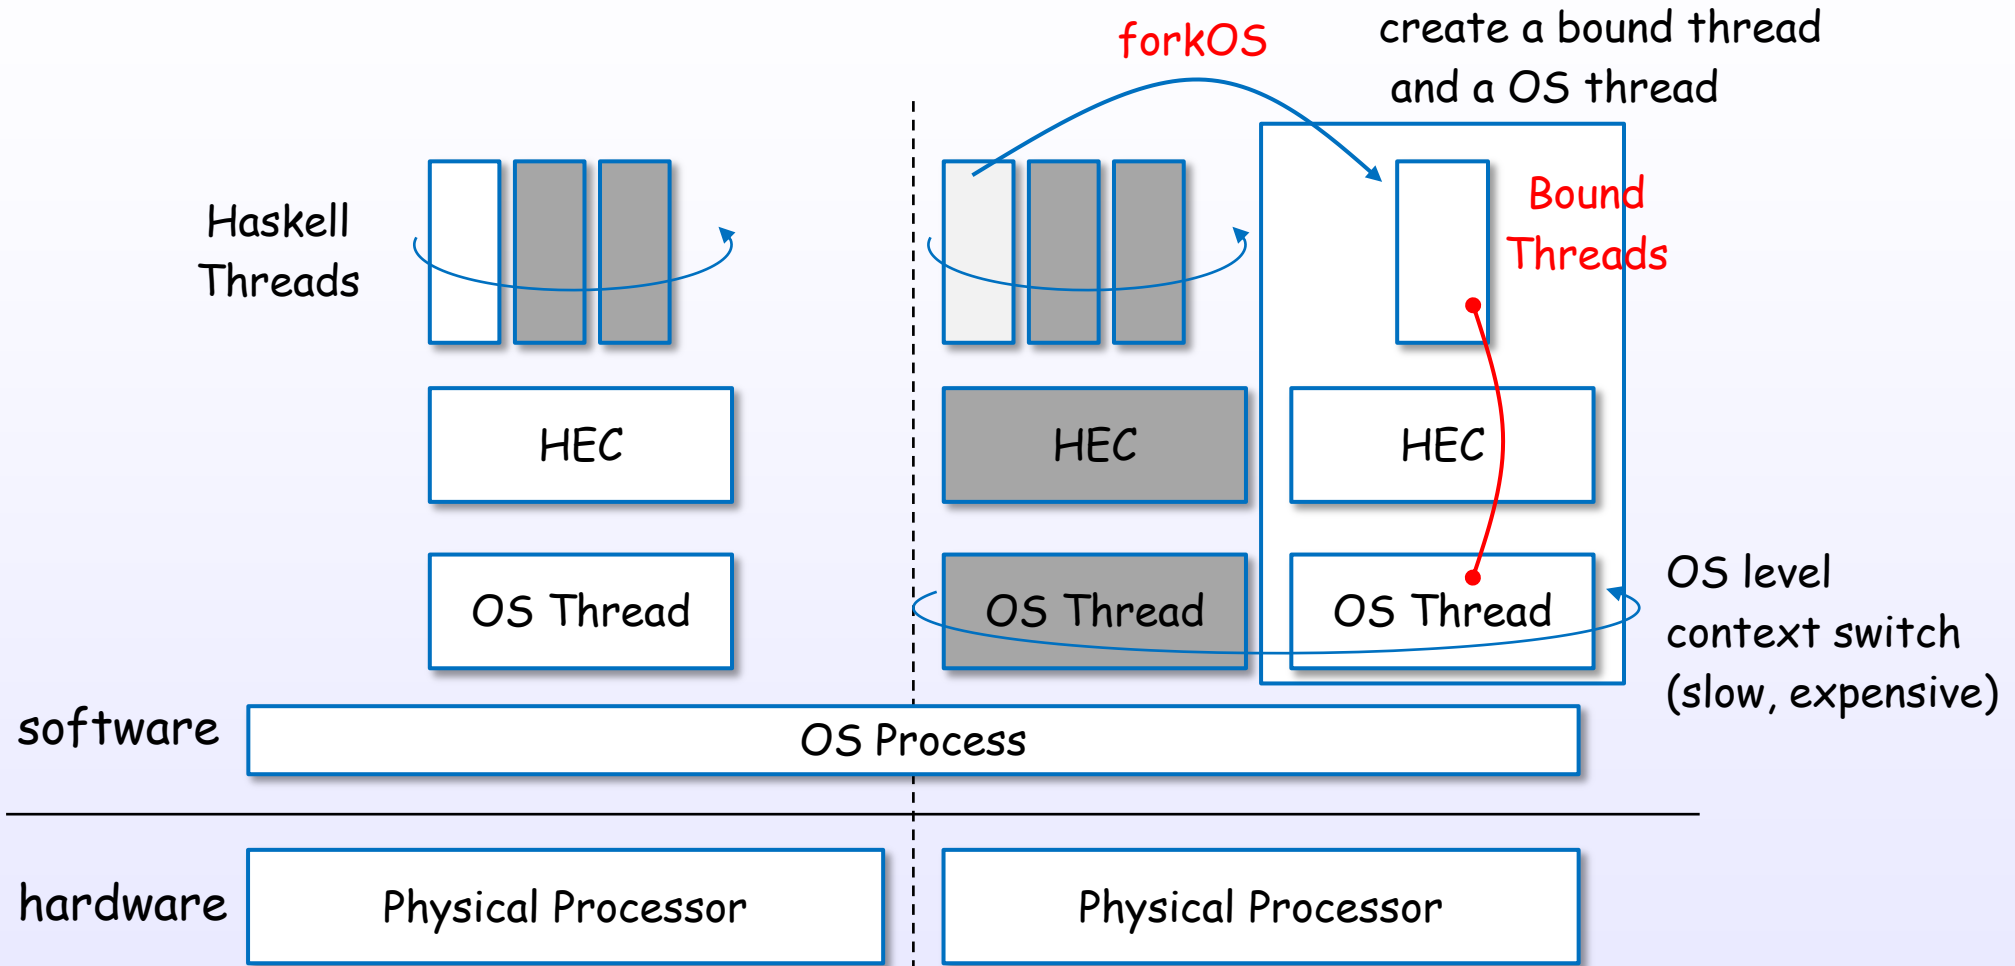 forkOS
create a bound thread
and a OS thread
Haskell
Threads
Bound
Threads
HEC
HEC
HEC
OS Thread
OS Thread
OS Thread
OS level
context switch
(slow, expensive)
software
OS Process
hardware
Physical Processor
Physical Processor